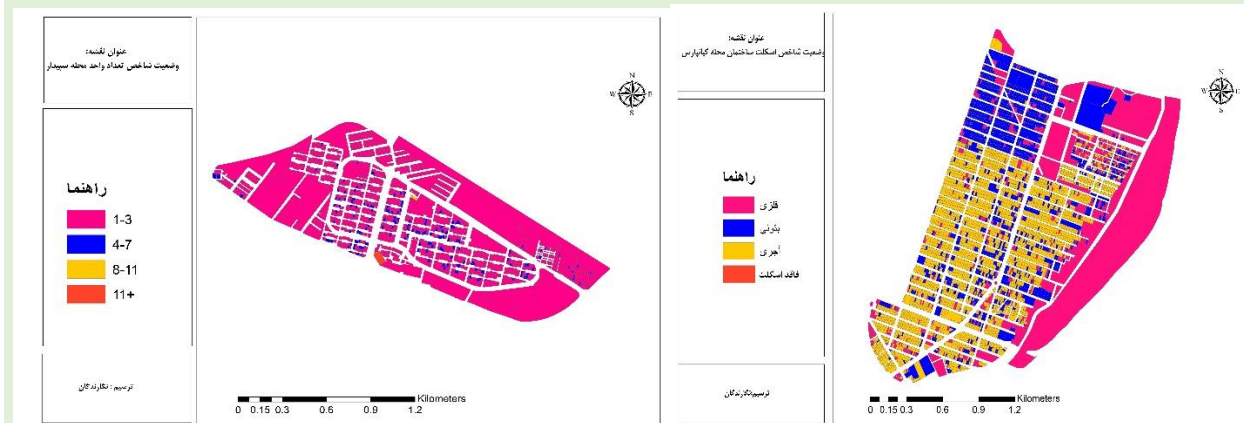 عنوان نقشه:
وضعیت شاخص تعداد واحد محله سپیدار
راهنما
1-3
4-7
8-11
11+
ترسیم : نگارندگان
N
W E
S
Kilometers
0 0.15 0.3 0.6 0.9 1.2
عنوان نقشه:
وضعیت شاخص اسکلت ساختمان محله کیانپارس
راهنما
فلزی
بتونی
آجری
فاقد اسکلت
ترسیم:نگارندگان
N
W E
S
Kilometers
0 0.15 0.3 0.6 0.9 1.2